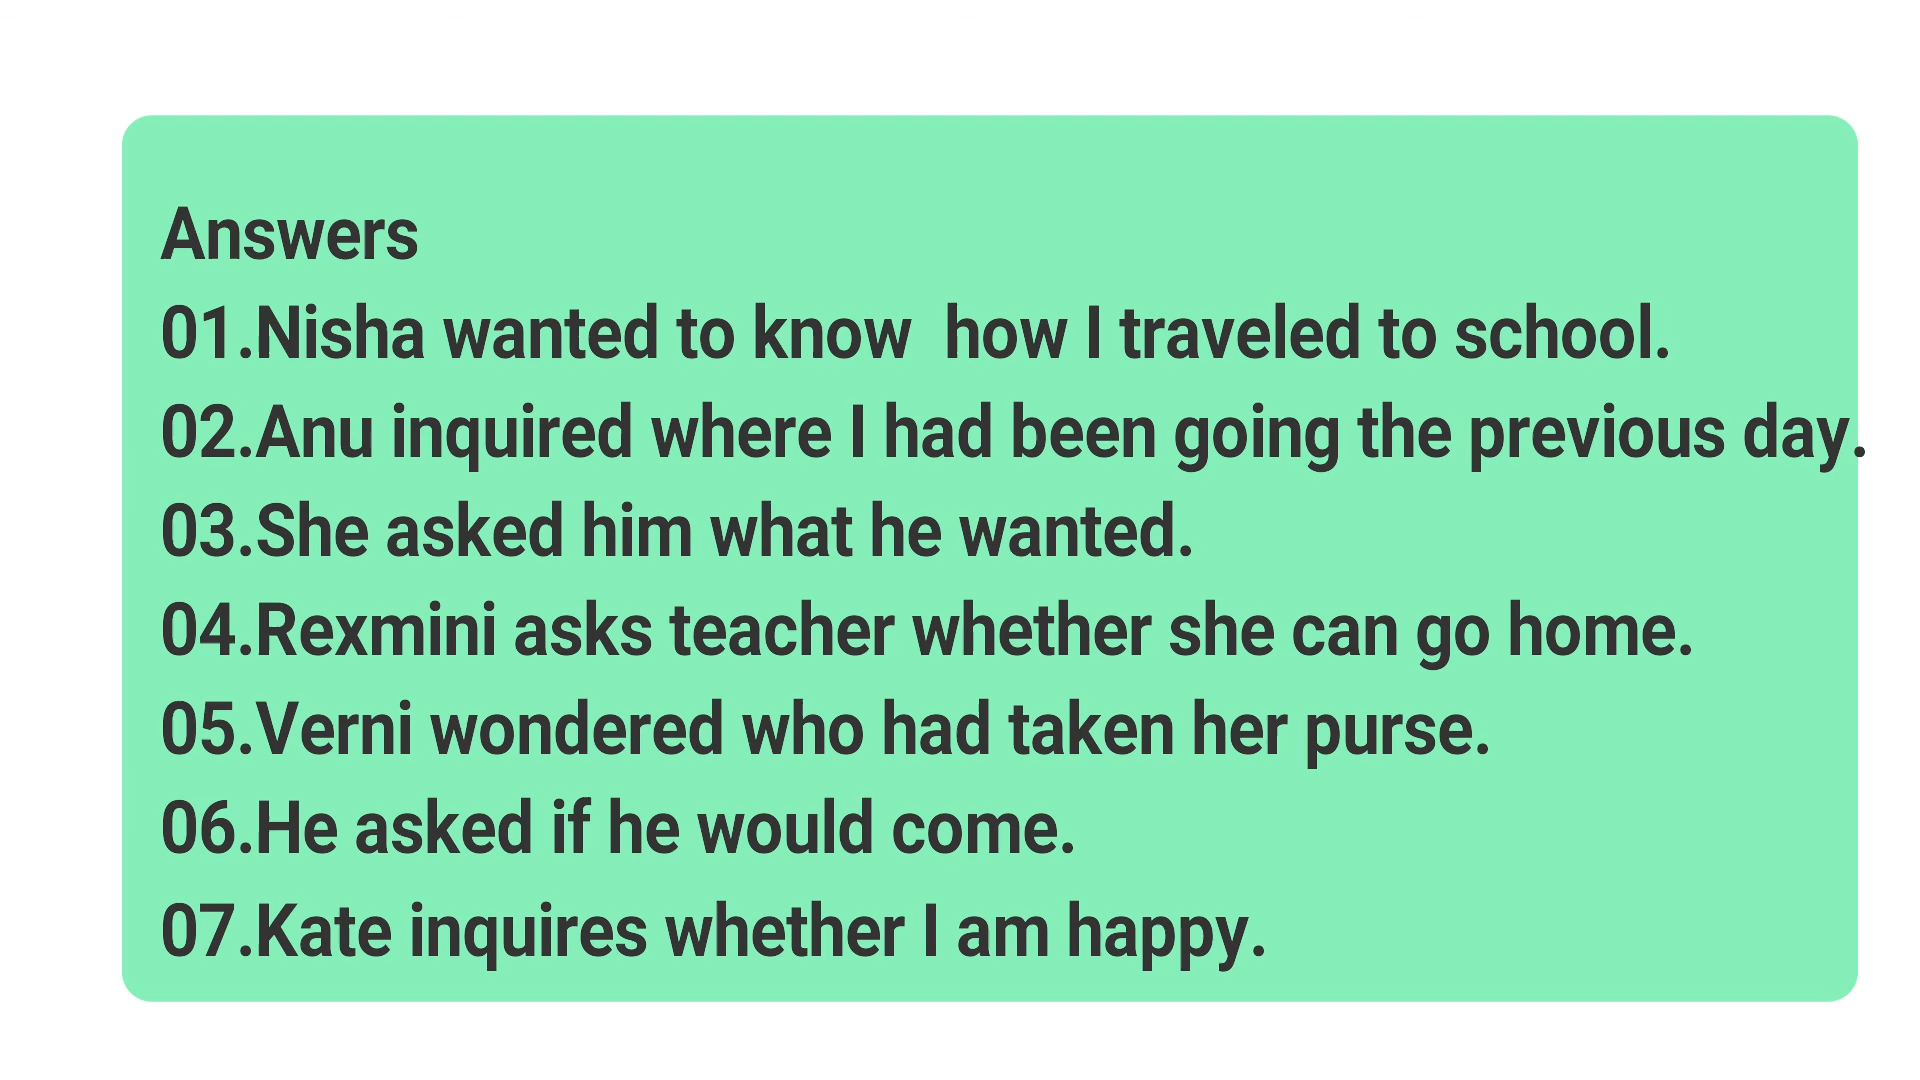 Answers
01.Nisha wanted to know  how I traveled to school.
02.Anu inquired where I had been going the previous day.
03.She asked him what he wanted.
04.Rexmini asks teacher whether she can go home.
05.Verni wondered who had taken her purse.
06.He asked if he would come.
07.Kate inquires whether I am happy.